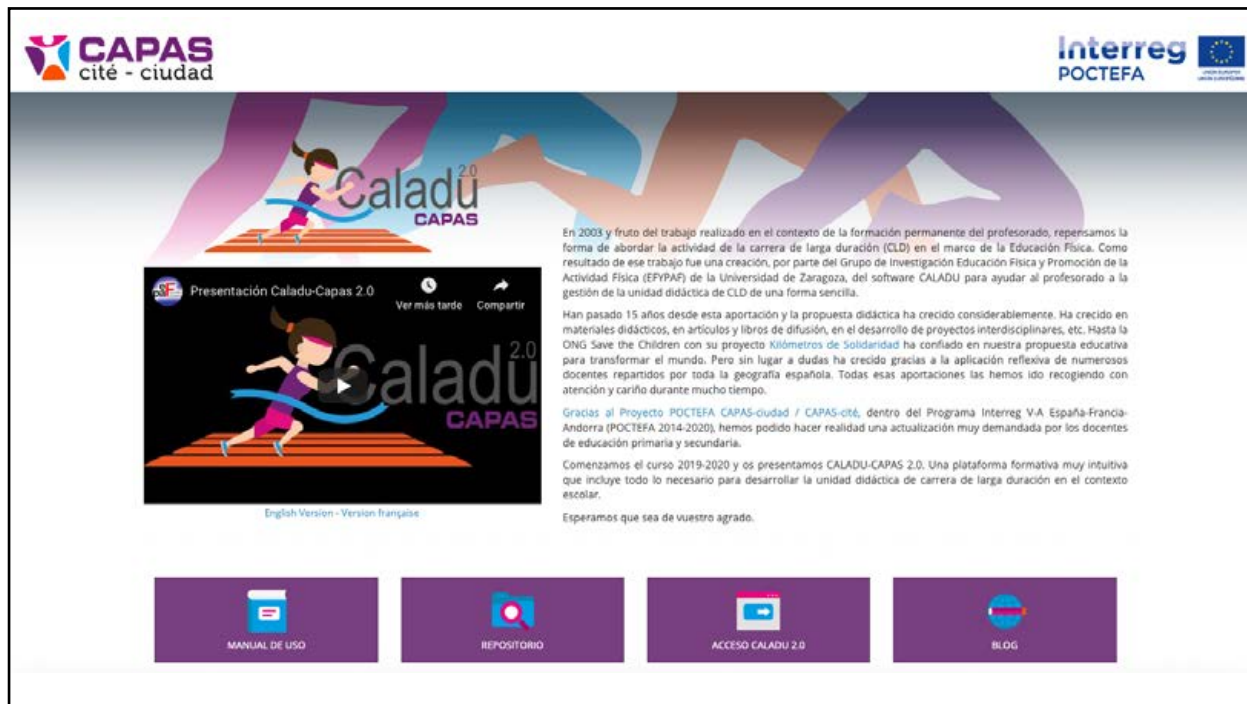 CAPAS
cité - ciudad
Interreg
POCTEFA
UNIÓN EUROPEA
UNION EUROPÉENNE
Caladu 2.0
CAPAS
En 2003 y fruto del trabajo realizado en el contexto de la formación permanente del profesorado, repensamos la
forma de abordar la actividad de la carrera de larga duración (CLD) en el marco de la Educación Física. Como
resultado de ese trabajo fue una creación, por parte del Grupo de Investigación Educación Física y Promoción de la
Actividad Física (EFYPAF) de la Universidad de Zaragoza, del software CALADU para ayudar al profesorado a la
gestión de la unidad didáctica de CLD de una forma sencilla.
Presentación Caladu-Capas 2.0
Ver más tarde
Compartir
Caladu 2.0
CAPAS
English Version - Version française
Han pasado 15 años desde esta aportación y la propuesta didáctica ha crecido considerablemente. Ha crecido en
materiales didácticos, en artículos y libros de difusión, en el desarrollo de proyectos interdisciplinares, etc. Hasta la
ONG Save the Children con su proyecto Kilómetros de Solidaridad ha confiado en nuestra propuesta educativa
para transformar el mundo. Pero sin lugar a dudas ha crecido gracias a la aplicación reflexiva de numerosos
docentes repartidos por toda la geografía española. Todas esas aportaciones las hemos ido recogiendo con
atención y cariño durante mucho tiempo.
Gracias al Proyecto POCTEFA CAPAS-ciudad / CAPAS-cité, dentro del Programa Interreg V-A España-Francia-
Andorra (POCTEFA 2014-2020), hemos podido hacer realidad una actualización muy demandada por los docentes
de educación primaria y secundaria.
Comenzamos el curso 2019-2020 y os presentamos CALADU-CAPAS 2.0. Una plataforma formativa muy intuitiva
que incluye todo lo necesario para desarrollar la unidad didáctica de carrera de larga duración en el contexto
escolar.
Esperamos que sea de vuestro agrado.
MANUAL DE USO
REPOSITORIO
ACCESO CALADU 2.0
BLOG